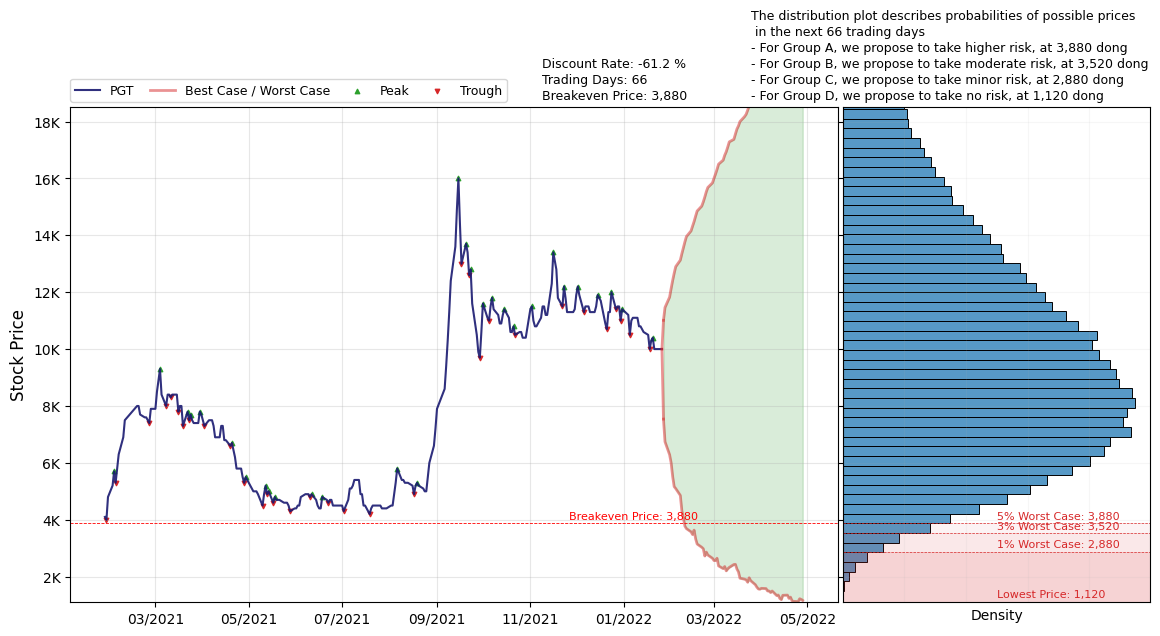 The distribution plot describes probabilities of possible prices
in the next 66 trading days
- For Group A, we propose to take higher risk, at 3,880 dong
- For Group B, we propose to take moderate risk, at 3,520 dong
- For Group C, we propose to take minor risk, at 2,880 dong
- For Group D, we propose to take no risk, at 1,120 dong
Discount Rate: -61.2 %
Trading Days: 66
Breakeven Price: 3,880
PGT
Best Case / Worst Case
Peak
Trough
Stock Price
18K
16K
14K
12K
10K
8K
6K
4K
2K
Breakeven Price: 3,880
5% Worst Case: 3,880
3% Worst Case: 3,520
1% Worst Case: 2,880
Lowest Price: 1,120
03/2021
05/2021
07/2021
09/2021
11/2021
01/2022
03/2022
05/2022
Density